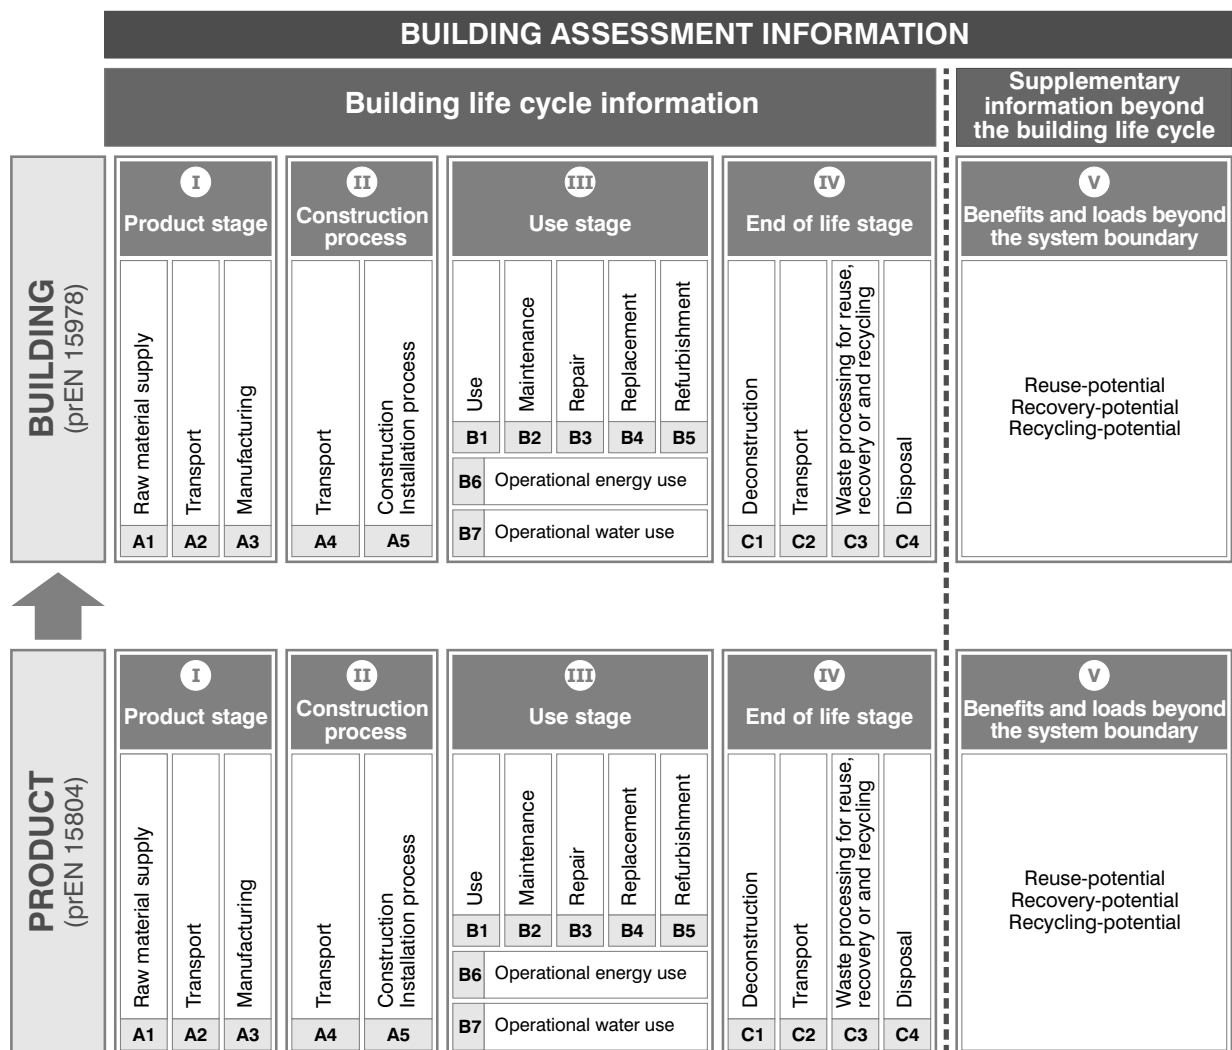 BUILDING ASSESSMENT INFORMATION
Building life cycle information
Supplementary
information beyond
the building life cycle
BUILDING
(prEN 15978)
I
Product stage
Raw material supply
A1
Transport
A2
Manufacturing
A3
II
Construction
process
Transport
A4
Construction
Installation process
A5
III
Use stage
Use
B1
Maintenance
B2
Repair
B3
Replacement
B4
Refurbishment
B5
B6 Operational energy use
B7 Operational water use
IV
End of life stage
Deconstruction
C1
Transport
C2
Waste processing for reuse,
recovery or and recycling
C3
Disposal
C4
V
Benefits and loads beyond
the system boundary
Reuse-potential
Recovery-potential
Recycling-potential
PRODUCT
(prEN 15804)
I
Product stage
Raw material supply
A1
Transport
A2
Manufacturing
A3
II
Construction
process
Transport
A4
Construction
Installation process
A5
III
Use stage
Use
B1
Maintenance
B2
Repair
B3
Replacement
B4
Refurbishment
B5
B6 Operational energy use
B7 Operational water use
IV
End of life stage
Deconstruction
C1
Transport
C2
Waste processing for reuse,
recovery or and recycling
C3
Disposal
C4
V
Benefits and loads beyond
the system boundary
Reuse-potential
Recovery-potential
Recycling-potential